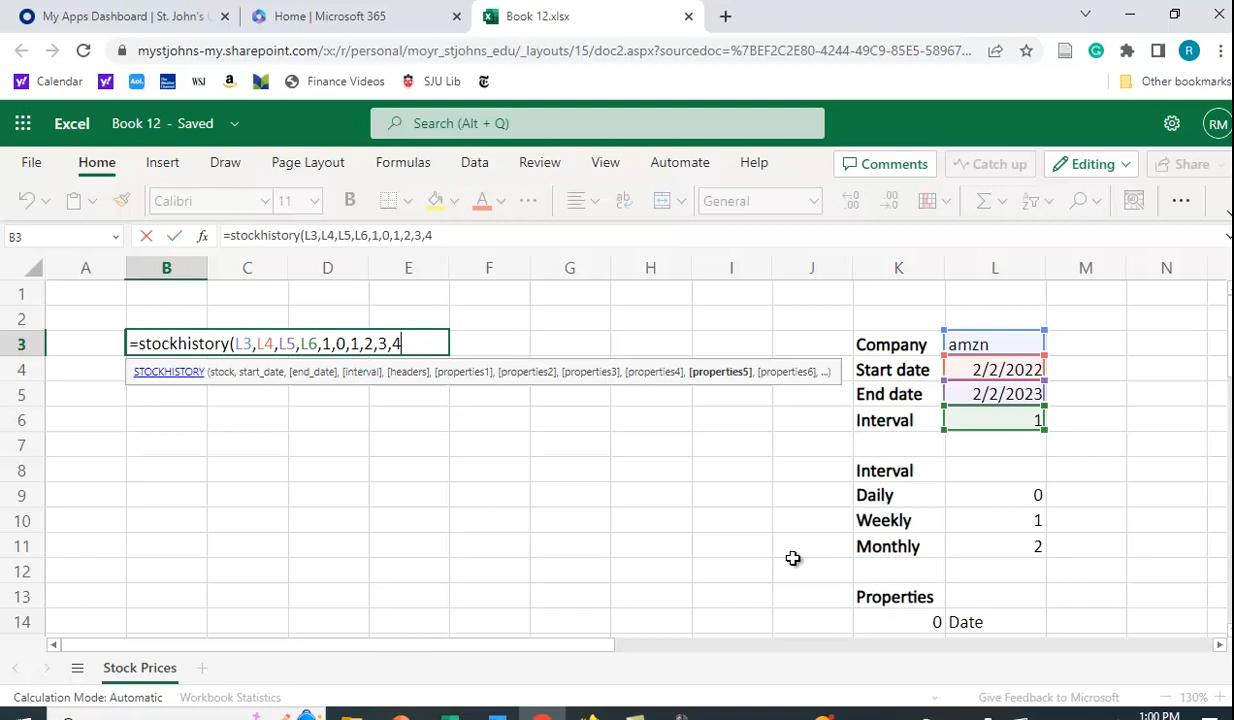 My Apps Dashboard | St. John's
Home | Microsoft 365
Book 12.xlsx
mystjohns-my.sharepoint.com/:x:/r/personal/moyr_stjohns_edu/_layouts/15/doc2.aspx?sourcedoc=%7BEF2C2E80-4244-49C9-85E5-58967...
R
Calendar Aol. WSJ a Finance Videos SJU Lib Other bookmarks
Excel Book 12 - Saved Search (Alt + Q) RM
File Home Insert Draw Page Layout Formulas Data Review View Automate Help Comments Catch up Editing Share
Calibri 11 B A ab General
B3 fx =stockhistory(L3,L4,L5,L6,1,0,1,2,3,4
A B C D E F G H I J K L M N
1
2
3 =stockhistory(L3,L4,L5,L6,1,0,1,2,3,4 Company amzn
4 STOCKHISTORY (stock, start_date, [end_date], [interval], [headers], [properties1], [properties2], [properties3], [properties4], [properties5], [properties6], ...) Start date 2/2/2022
5 End date 2/2/2023
6 Interval 1
7
8 Interval
9 Daily 0
10 Weekly 1
11 Monthly 2
12
13 Properties
14 0 Date
Stock Prices
Calculation Mode: Automatic Workbook Statistics Give Feedback to Microsoft 130%
1:00 PM